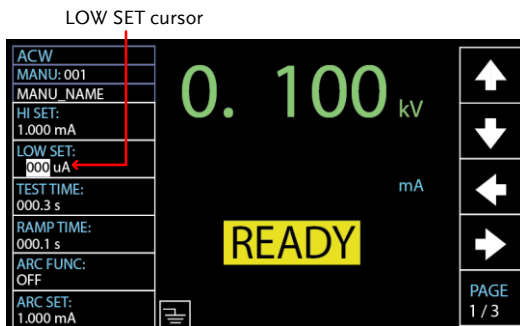 LOW SET cursor
ACW
MANU: 001
MANU_NAME
HI SET:
1.000 mA
LOW SET:
000 uA
TEST TIME:
000.3 s
RAMP TIME:
000.1 s
ARC FUNC:
OFF
ARC SET:
1.000 mA
0. 100 kV
mA
READY
PAGE
1 / 3